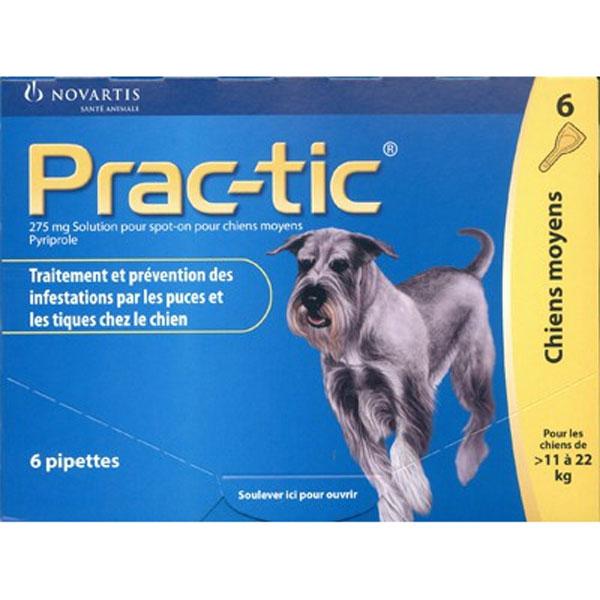 NOVARTIS
SANTÉ ANIMALE
Prac-tic®
275 mg Solution pour spot-on pour chiens moyens
Pyriprole
Traitement et prévention des
infestations par les puces et
les tiques chez le chien
6 pipettes
Soulever ici pour ouvrir
6
Chiens moyens
Pour les
chiens de
>11 à 22
kg